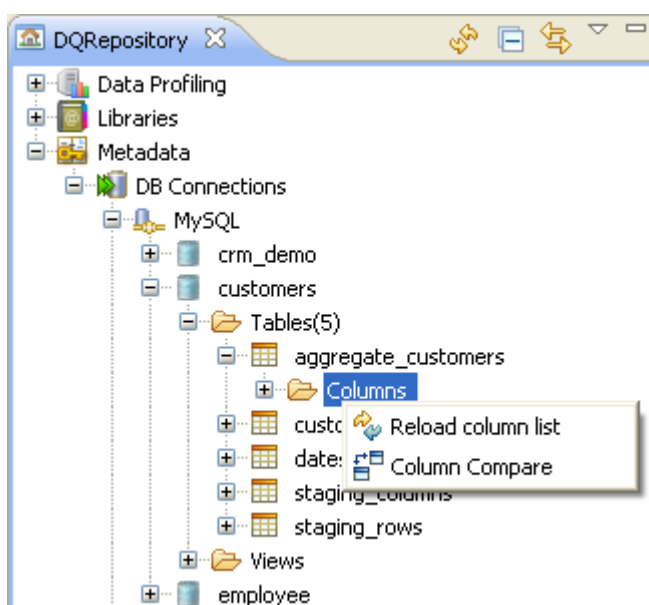 DQRepository
Data Profiling
Libraries
Metadata
DB Connections
MySQL
crm_demo
customers
Tables(5)
aggregate_customers
Columns
Reload column list
Column Compare
staging_columns
staging_rows
Views
employee